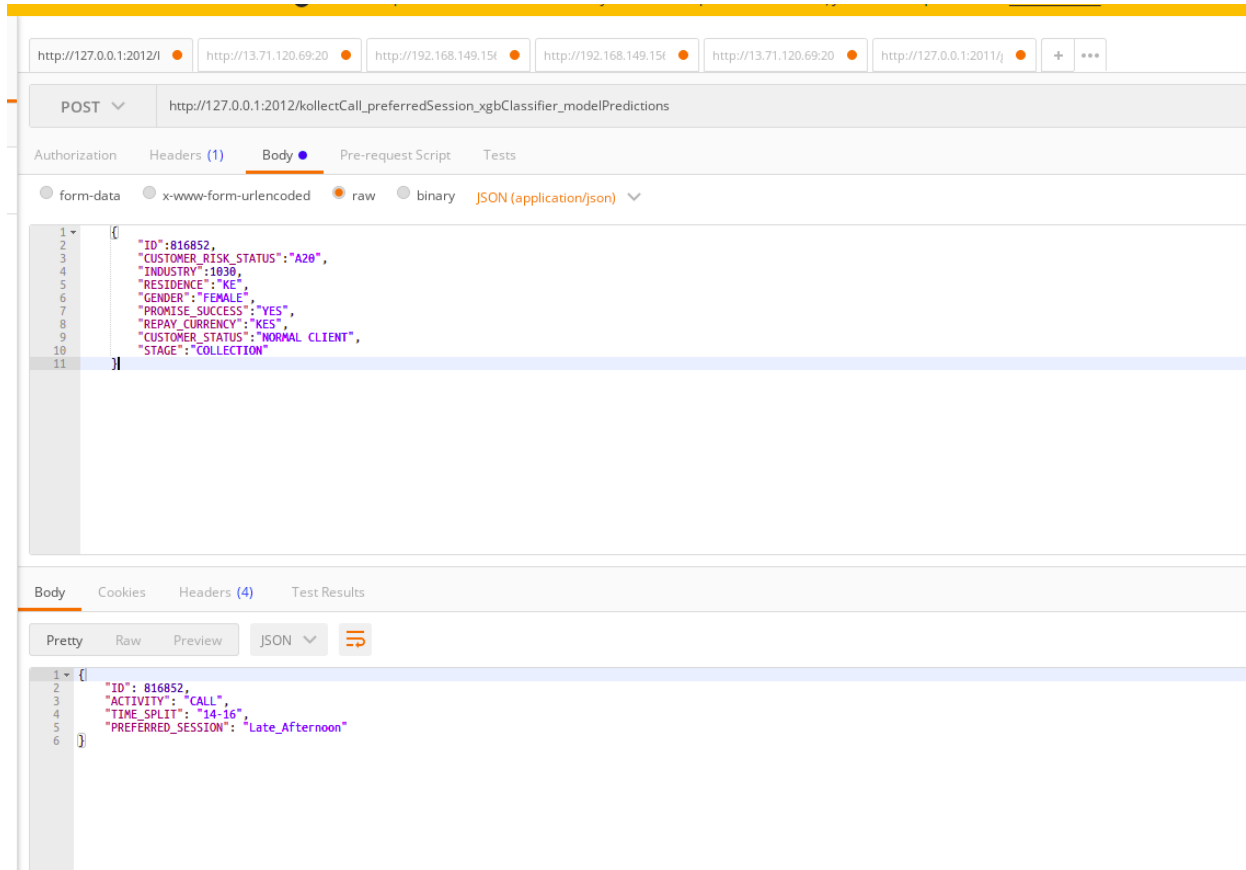 http://127.0.0.1:2012/l http://13.71.120.69:20 http://192.168.149.156 http://192.168.149.156 http://13.71.120.69:20 http://127.0.0.1:2011/ + •••
POST http://127.0.0.1:2012/kollectCall_preferredSession_xgbClassifier_modelPredictions
Authorization Headers (1) Body Pre-request Script Tests
form-data x-www-form-urlencoded raw binary JSON (application/json)
1 {
2 "ID":816852,
3 "CUSTOMER_RISK_STATUS":"A20",
4 "INDUSTRY":1030,
5 "RESIDENCE":"KE",
6 "GENDER":"FEMALE",
7 "PROMISE_SUCCESS":"YES",
8 "REPAY_CURRENCY":"KES",
9 "CUSTOMER_STATUS":"NORMAL CLIENT",
10 "STAGE":"COLLECTION"
11 }
Body Cookies Headers (4) Test Results
Pretty Raw Preview JSON
1 {
2 "ID": 816852,
3 "ACTIVITY": "CALL",
4 "TIME_SPLIT": "14-16",
5 "PREFERRED_SESSION": "Late_Afternoon"
6 }